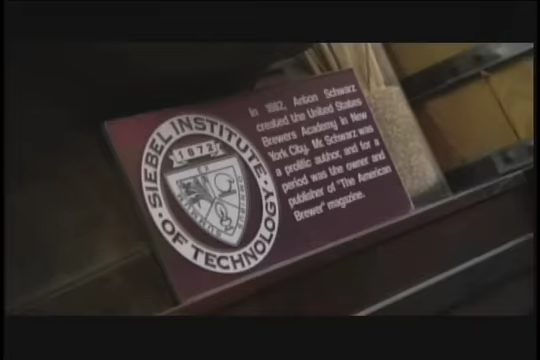 SIEBEL INSTITUTE
1872
OF TECHNOLOGY
In 1882, Anton Schwarz
created the United States
Brewers Academy in New
York City. Mr. Schwarz was
a prolific author, and for a
period was the owner and
publisher of "The American
Brewer" magazine.